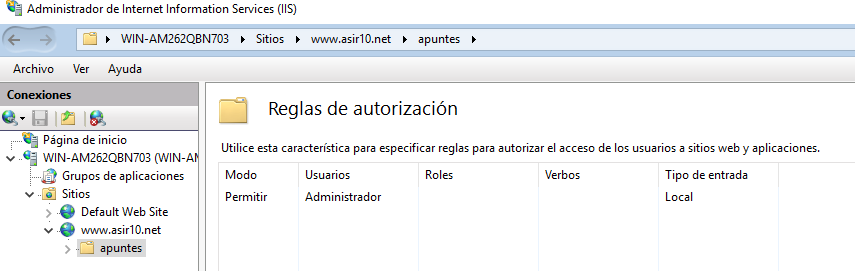 Administrador de Internet Information Services (IIS)
WIN-AM262QBN703 Sitios www.asir10.net apuntes
Archivo Ver Ayuda
Conexiones
Página de inicio
WIN-AM262QBN703 (WIN-AM
Grupos de aplicaciones
Sitios
Default Web Site
www.asir10.net
apuntes
Reglas de autorización
Utilice esta característica para especificar reglas para autorizar el acceso de los usuarios a sitios web y aplicaciones.
Modo Usuarios Roles Verbos Tipo de entrada
Permitir Administrador Local